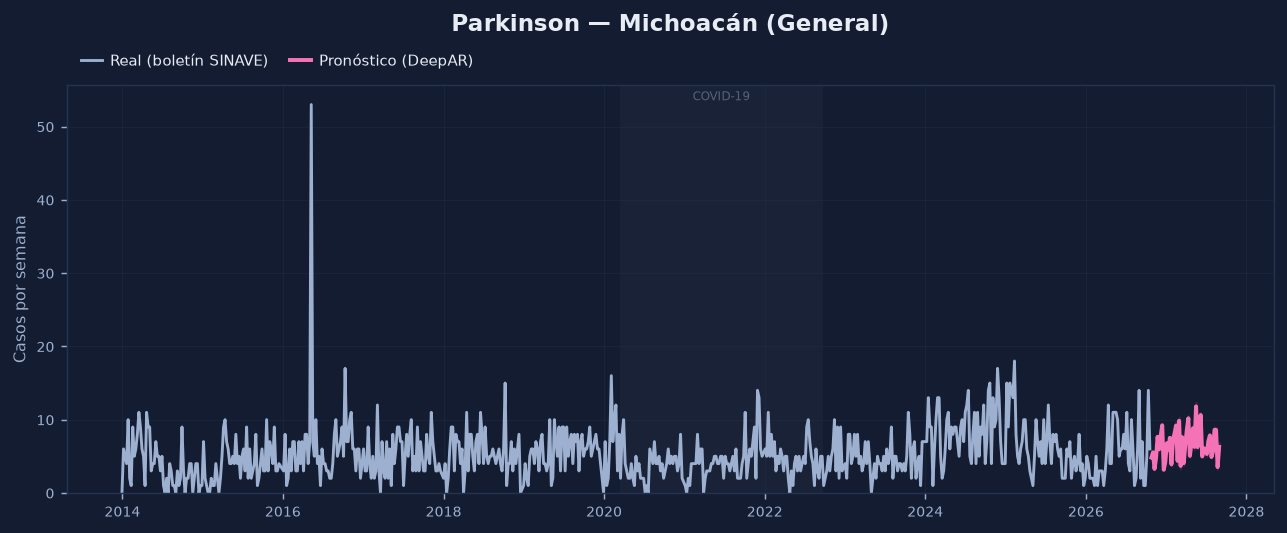 Parkinson — Michoacán (General)
Real (boletín SINAVE)
Pronóstico (DeepAR)
COVID-19
Casos por semana
50
40
30
20
10
0
2014
2016
2018
2020
2022
2024
2026
2028